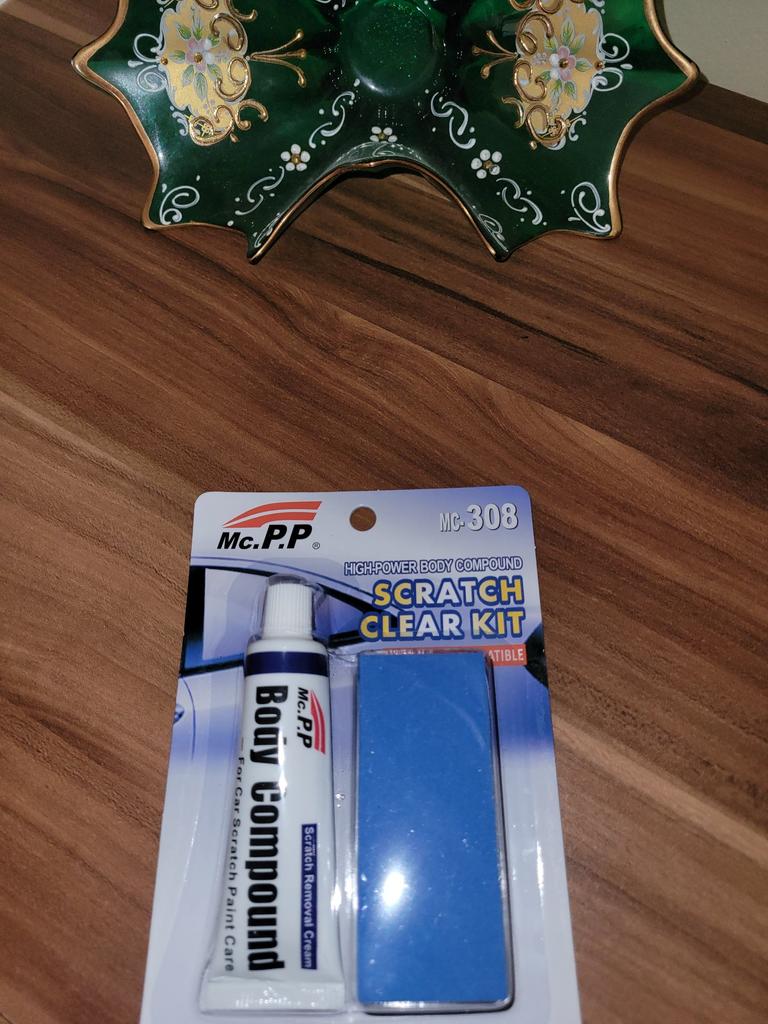 Mc.P.P ®
MC-308
HIGH-POWER BODY COMPOUND
SCRATCH
CLEAR KIT
ATIBLE
Mc.P.P
Body Compound
For Car Scratch Paint Care
Scratch Removal Cream